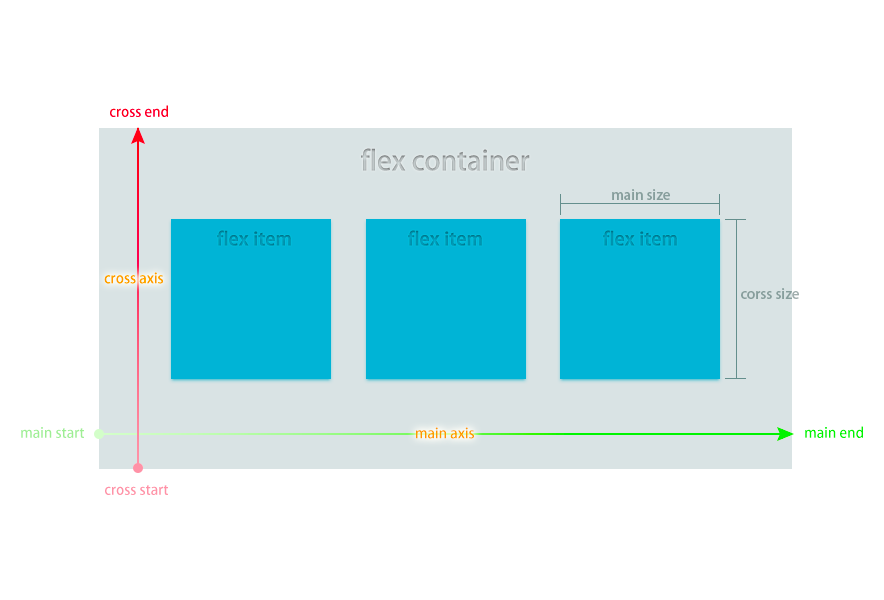 cross end
flex container
main size
flex item
flex item
flex item
cross axis
corss size
main start
main axis
main end
cross start